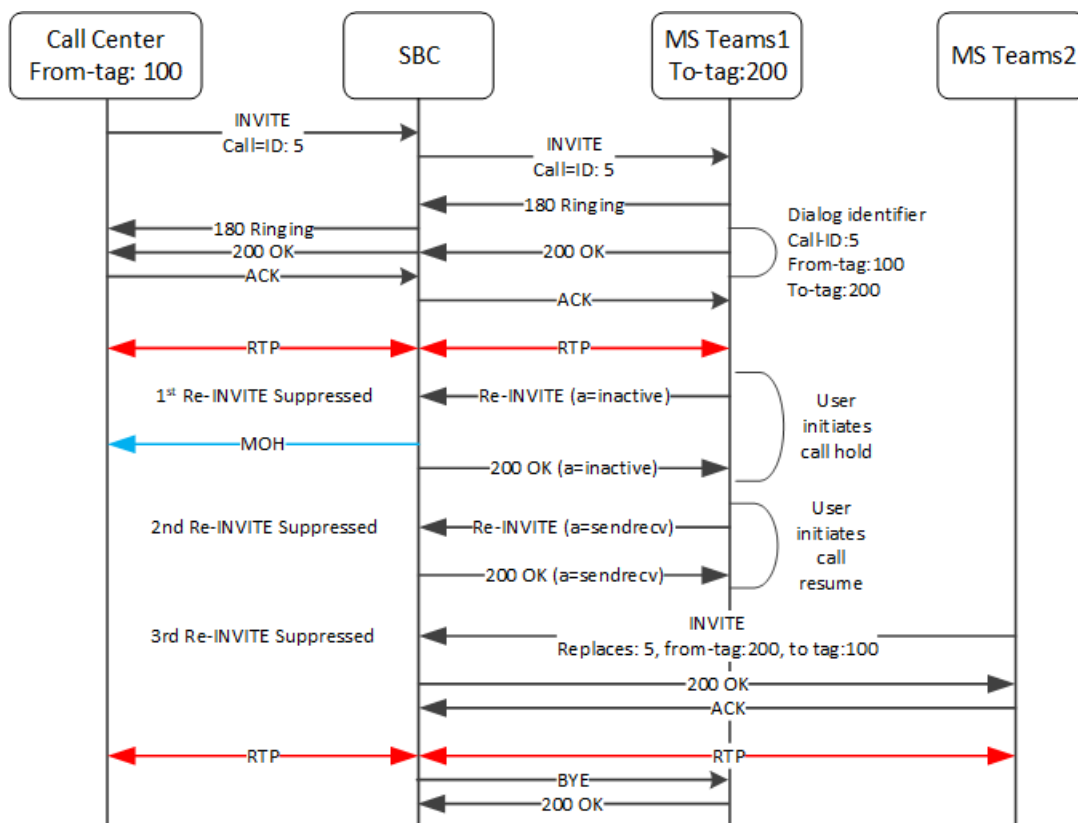 Call Center
From-tag: 100
SBC
MS Teams1
To-tag:200
MS Teams2
INVITE
Call=ID: 5
INVITE
Call=ID: 5
180 Ringing
180 Ringing
200 OK
200 OK
Dialog identifier
Call-ID:5
From-tag:100
To-tag:200
ACK
ACK
RTP
RTP
1st Re-INVITE Suppressed
Re-INVITE (a=inactive)
User
initiates
call hold
MOH
200 OK (a=inactive)
2nd Re-INVITE Suppressed
Re-INVITE (a=sendrecv)
User
initiates
call
resume
200 OK (a=sendrecv)
3rd Re-INVITE Suppressed
INVITE
Replaces: 5, from-tag:200, to tag:100
200 OK
ACK
RTP
RTP
BYE
200 OK